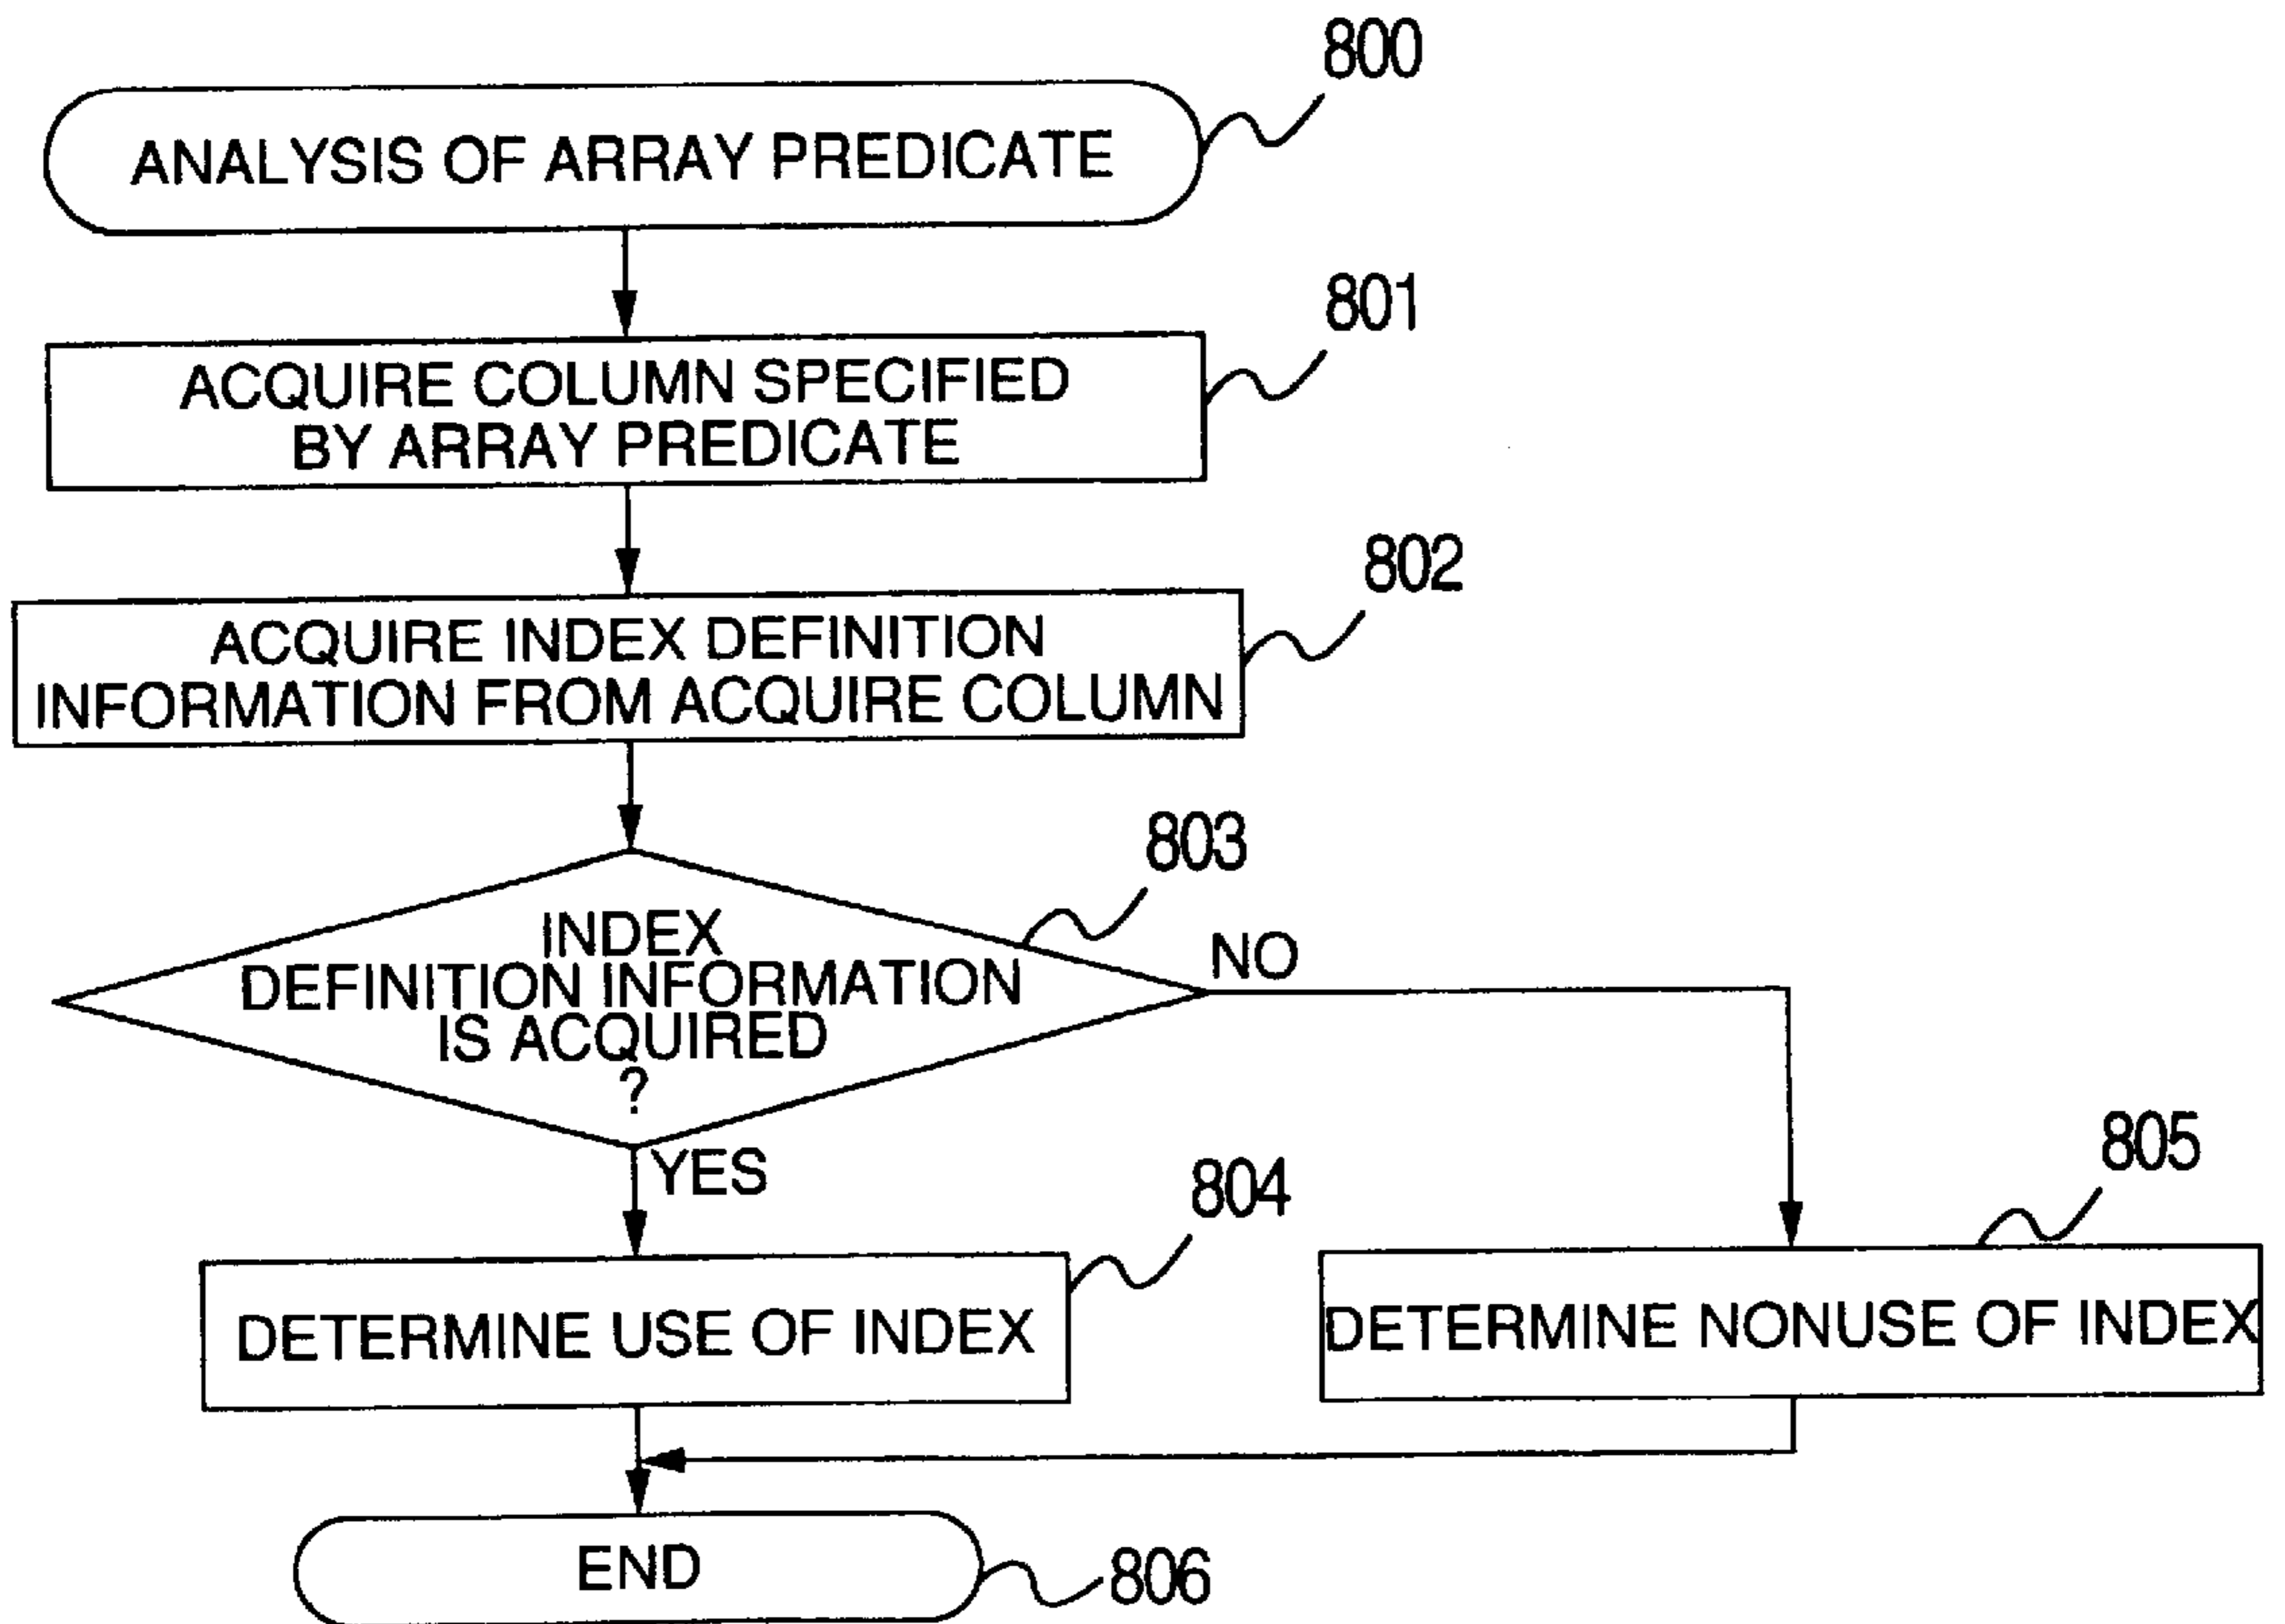 800
ANALYSIS OF ARRAY PREDICATE
801
ACQUIRE COLUMN SPECIFIED
BY ARRAY PREDICATE
802
ACQUIRE INDEX DEFINITION
INFORMATION FROM ACQUIRE COLUMN
803
INDEX
DEFINITION INFORMATION
IS ACQUIRED
?
NO
YES
804
805
DETERMINE USE OF INDEX
DETERMINE NONUSE OF INDEX
END
806